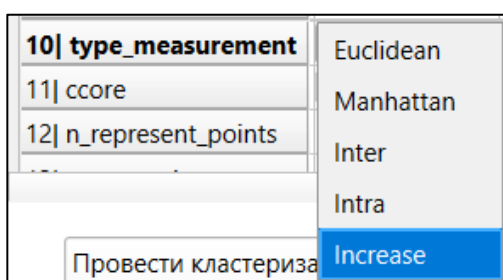 10| type_measurement
11| ccore
12| n_represent_points
Euclidean
Manhattan
Inter
Intra
Increase
Провести кластериза